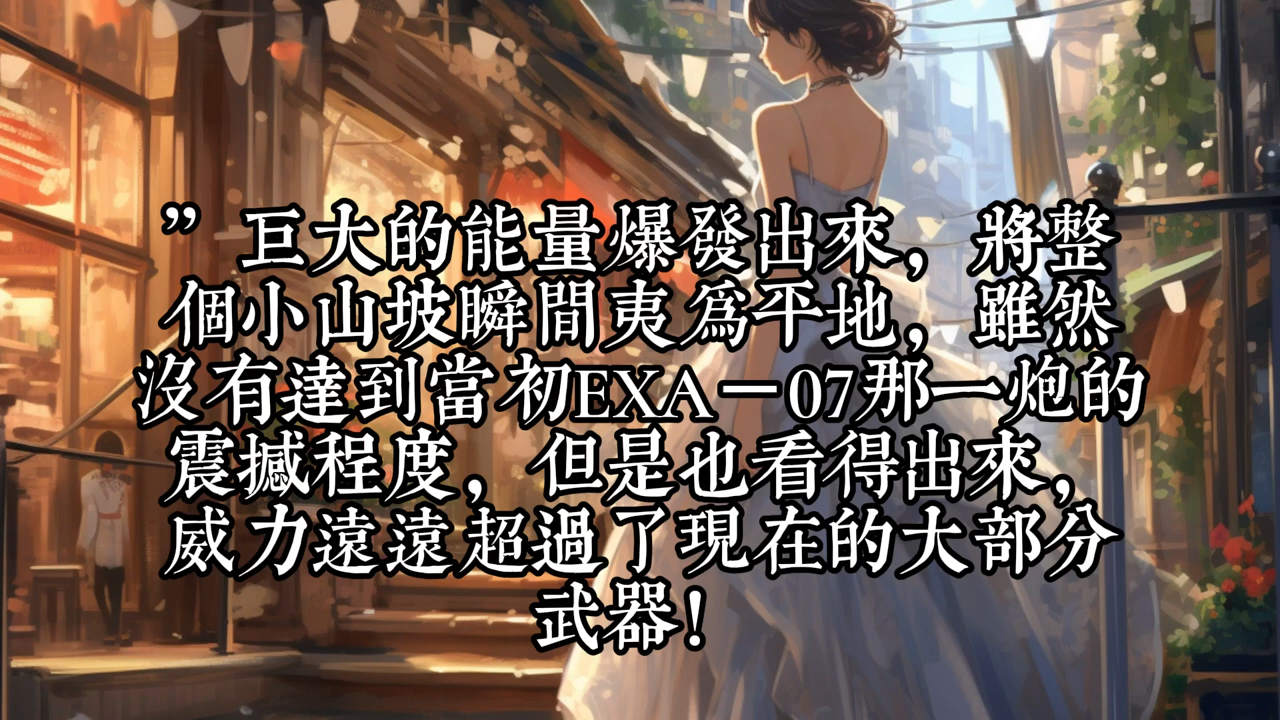 ”巨大的能量爆發出來，將整
個小山坡瞬間夷爲平地，雖然
沒有達到當初EXA－07那一炮的
震撼程度，但是也看得出來，
威力遠遠超過了現在的大部分
武器！